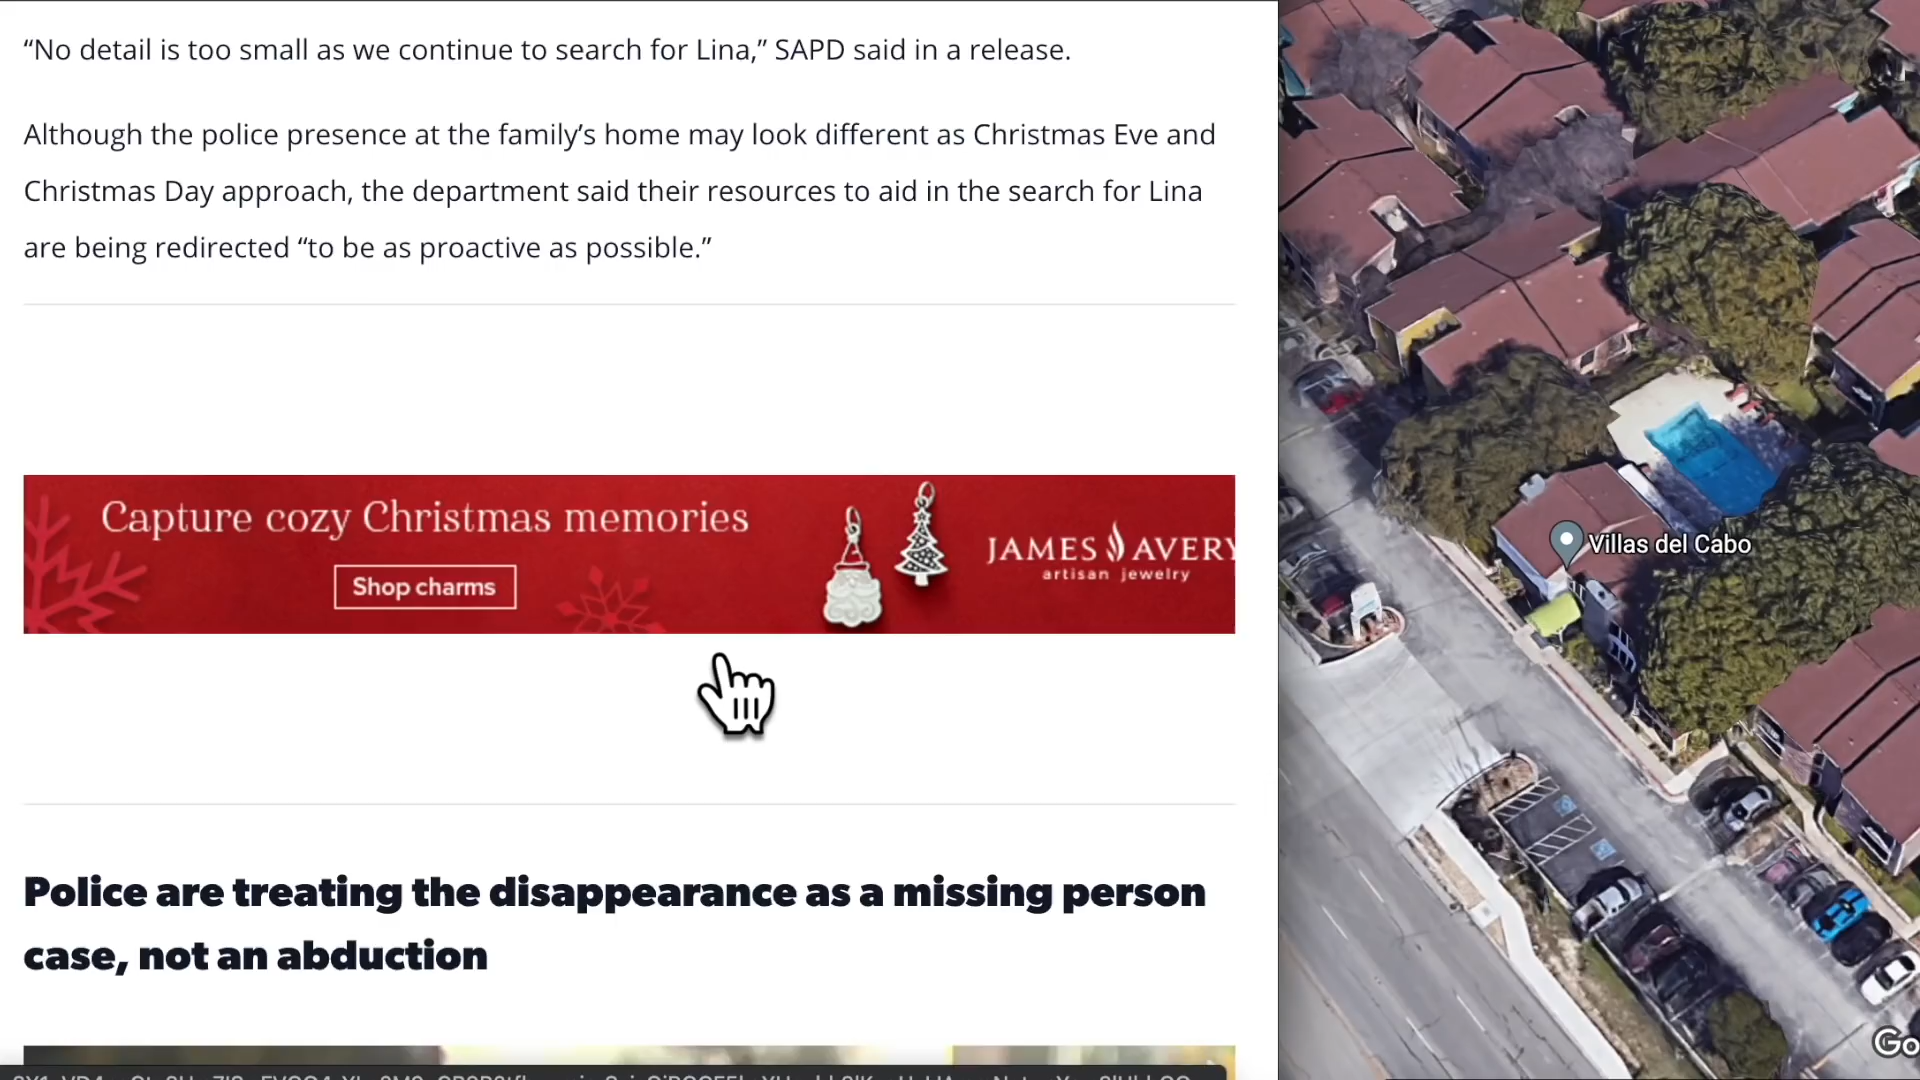 “No detail is too small as we continue to search for Lina,” SAPD said in a release.
Although the police presence at the family’s home may look different as Christmas Eve and
Christmas Day approach, the department said their resources to aid in the search for Lina
are being redirected “to be as proactive as possible.”
Capture cozy Christmas memories
Shop charms
JAMES AVERY
artisan jewelry
Villas del Cabo
Police are treating the disappearance as a missing person
case, not an abduction
Go